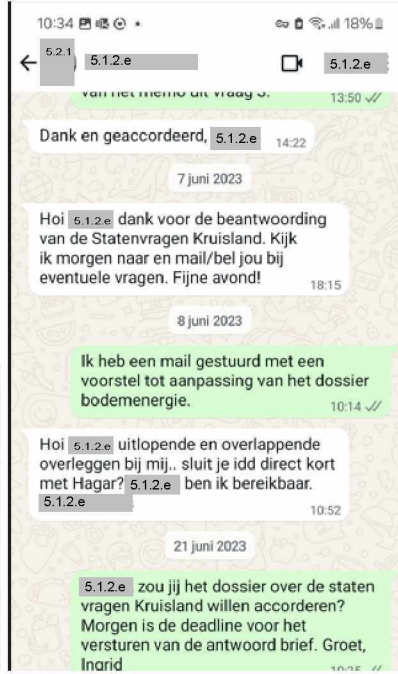 10:34 18%
5.2.1 5.1.2.e 5.1.2.e
van het memo uit vraag 3.
13:50
Dank en geaccordeerd, 5.1.2.e 14:22
7 juni 2023
Hoi 5.1.2.e dank voor de beantwoording
van de Statenvragen Kruisland. Kijk
ik morgen naar en mail/bel jou bij
eventuele vragen. Fijne avond!
18:15
8 juni 2023
Ik heb een mail gestuurd met een
voorstel tot aanpassing van het dossier
bodemenergie.
10:14
Hoi 5.1.2.e uitlopende en overlappende
overleggen bij mij.. sluit je idd direct kort
met Hagar? 5.1.2.e ben ik bereikbaar.
5.1.2.e
10:52
21 juni 2023
5.1.2.e zou jij het dossier over de staten
vragen Kruisland willen accorderen?
Morgen is de deadline voor het
versturen van de antwoord brief. Groet,
Ingrid
10:25